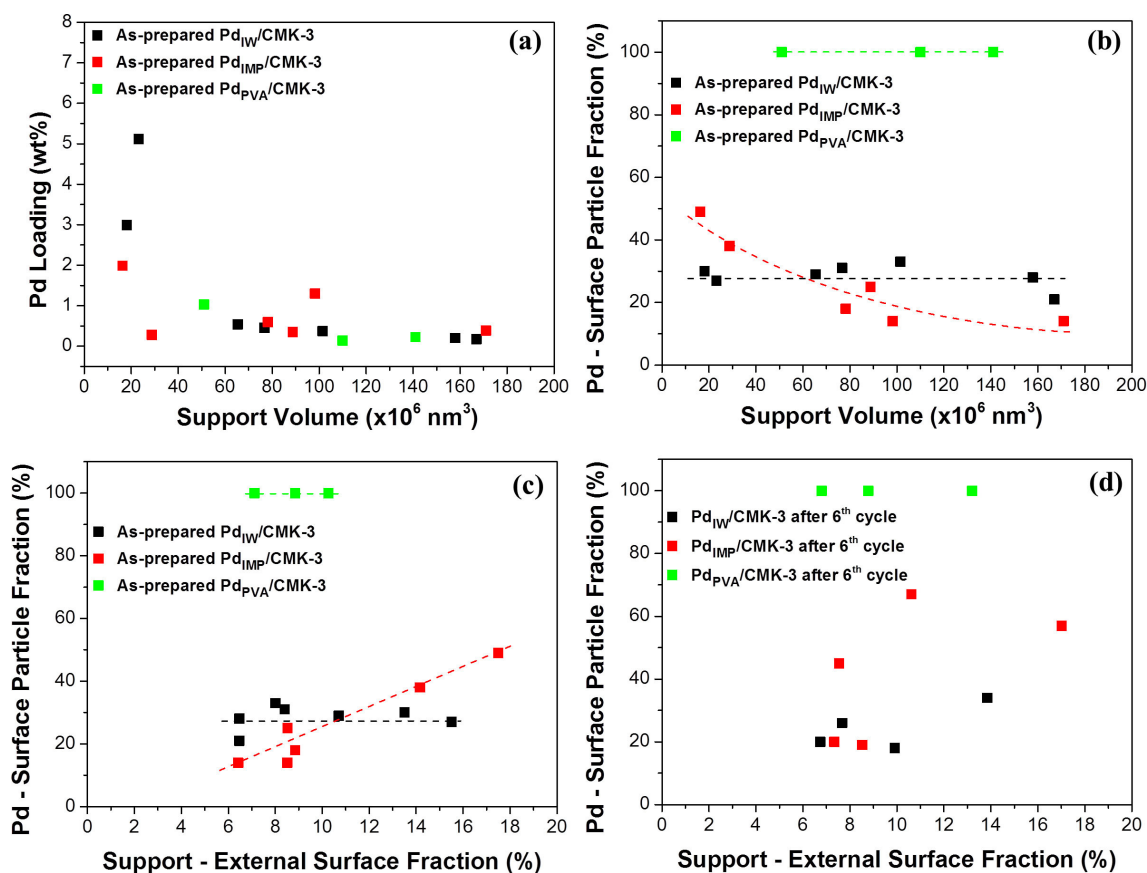 (a)
As-prepared Pd_IW/CMK-3
As-prepared Pd_IMP/CMK-3
As-prepared Pd_PVA/CMK-3
Pd Loading (wt%)
8
7
6
5
4
3
2
1
0
0 20 40 60 80 100 120 140 160 180 200
Support Volume (x10^6 nm^3)
(b)
As-prepared Pd_IW/CMK-3
As-prepared Pd_IMP/CMK-3
As-prepared Pd_PVA/CMK-3
Pd - Surface Particle Fraction (%)
100
80
60
40
20
0
0 20 40 60 80 100 120 140 160 180 200
Support Volume (x10^6 nm^3)
(c)
As-prepared Pd_IW/CMK-3
As-prepared Pd_IMP/CMK-3
As-prepared Pd_PVA/CMK-3
Pd - Surface Particle Fraction (%)
100
80
60
40
20
0
0 2 4 6 8 10 12 14 16 18 20
Support - External Surface Fraction (%)
(d)
Pd_IW/CMK-3 after 6^th cycle
Pd_IMP/CMK-3 after 6^th cycle
Pd_PVA/CMK-3 after 6^th cycle
Pd - Surface Particle Fraction (%)
100
80
60
40
20
0
0 2 4 6 8 10 12 14 16 18 20
Support - External Surface Fraction (%)